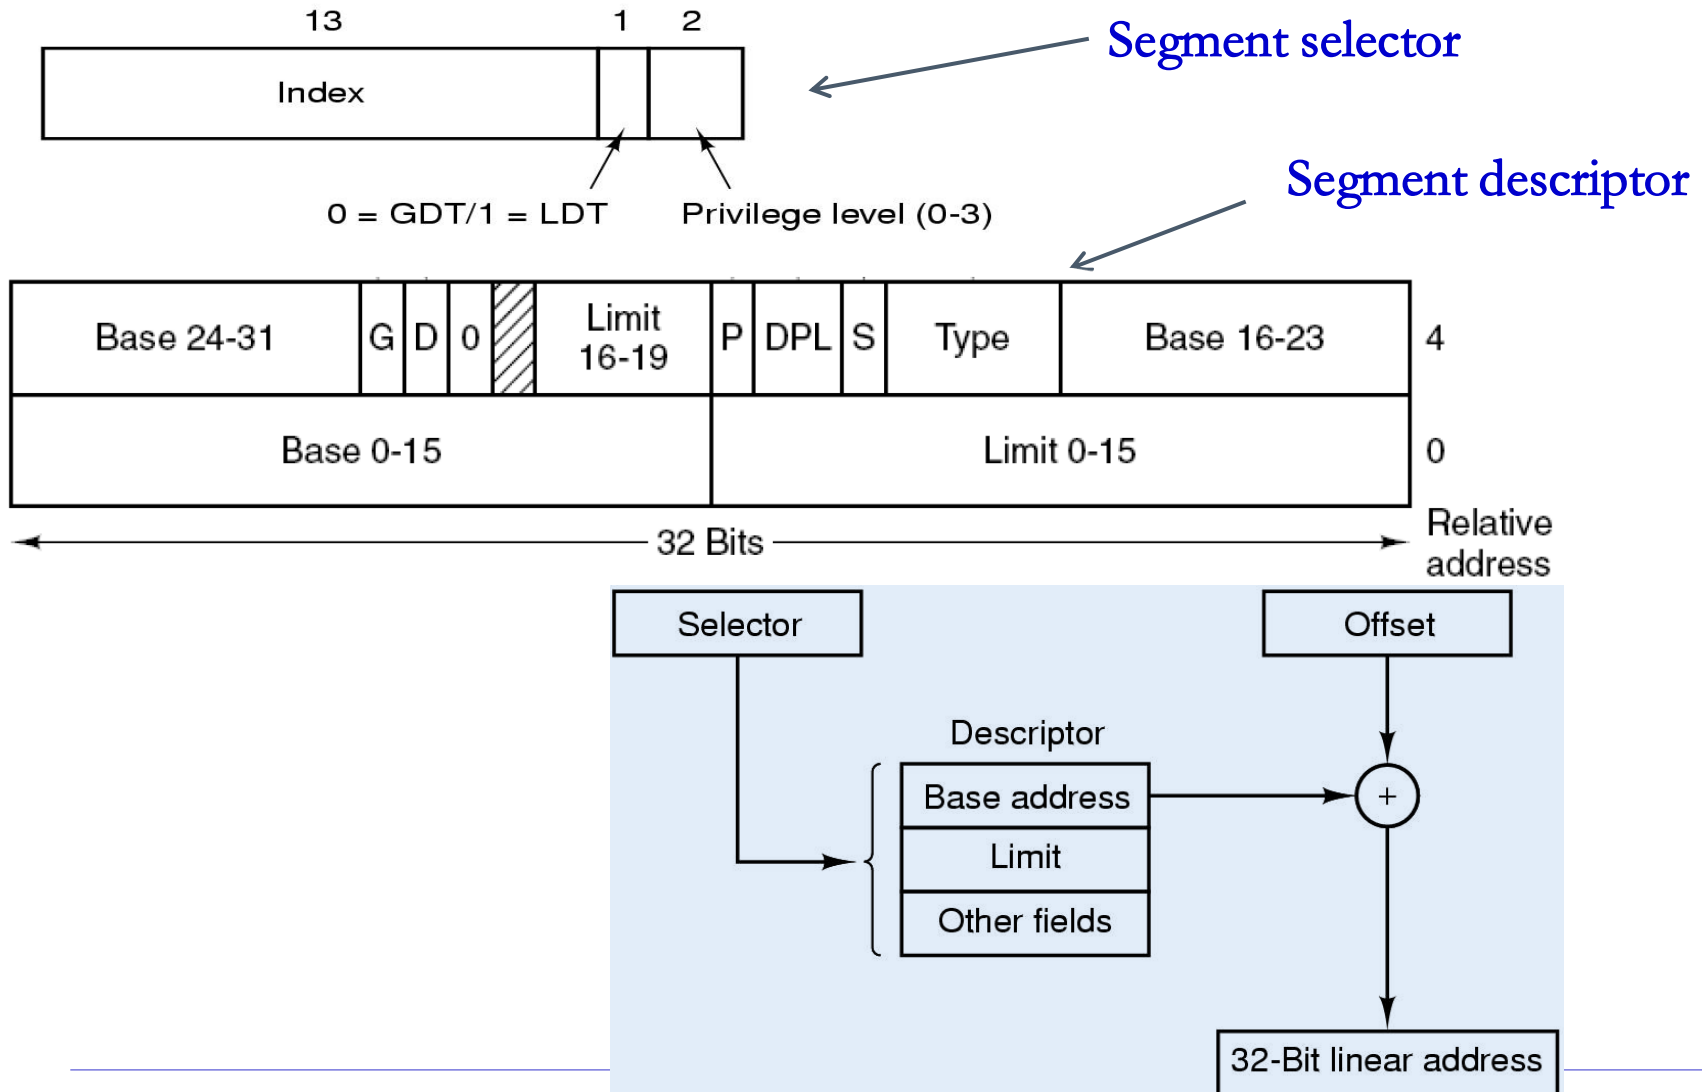 13 1 2
Segment selector
Index
Segment descriptor
0 = GDT/1 = LDT Privilege level (0-3)
Base 24-31 G D 0 Limit 16-19 P DPL S Type Base 16-23 4
Base 0-15 Limit 0-15 0
32 Bits
Relative
address
Selector Offset
Descriptor
Base address +
Limit
Other fields
32-Bit linear address